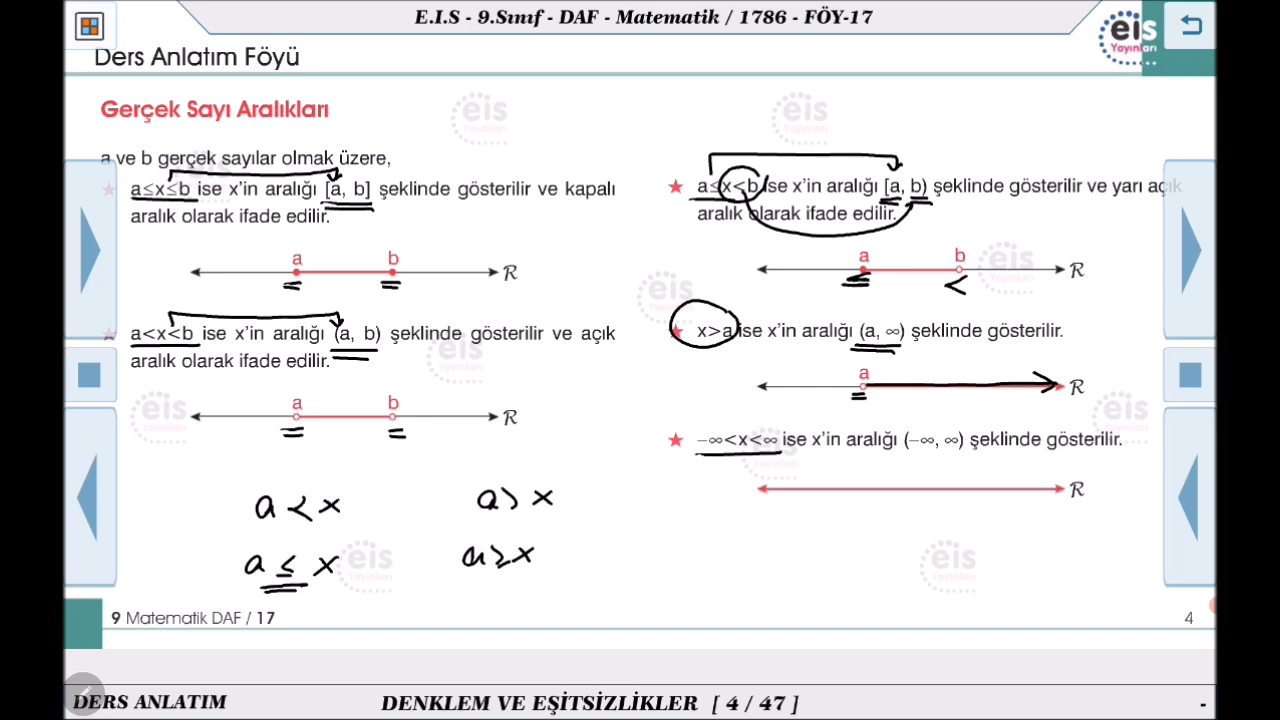 E.I.S - 9.Sınıf - DAF - Matematik / 1786 - FÖY-17
eis
Yayınları
Ders Anlatım Föyü
Gerçek Sayı Aralıkları
a ve b gerçek sayılar olmak üzere,
★ a≤x≤b ise x'in aralığı [a, b] şeklinde gösterilir ve kapalı
aralık olarak ifade edilir.
a b
R
★ a<x<b ise x'in aralığı (a, b) şeklinde gösterilir ve açık
aralık olarak ifade edilir.
a b
R
a < x a > x
a ≤ x a ≥ x
★ a≤x<b ise x'in aralığı [a, b) şeklinde gösterilir ve yarı açık
aralık olarak ifade edilir.
a b
R
≤ <
★ x>a ise x'in aralığı (a, ∞) şeklinde gösterilir.
a
R
★ −∞<x<∞ ise x'in aralığı (−∞, ∞) şeklinde gösterilir.
R
9 Matematik DAF / 17
4
DERS ANLATIM DENKLEM VE EŞİTSİZLİKLER [ 4 / 47 ] -